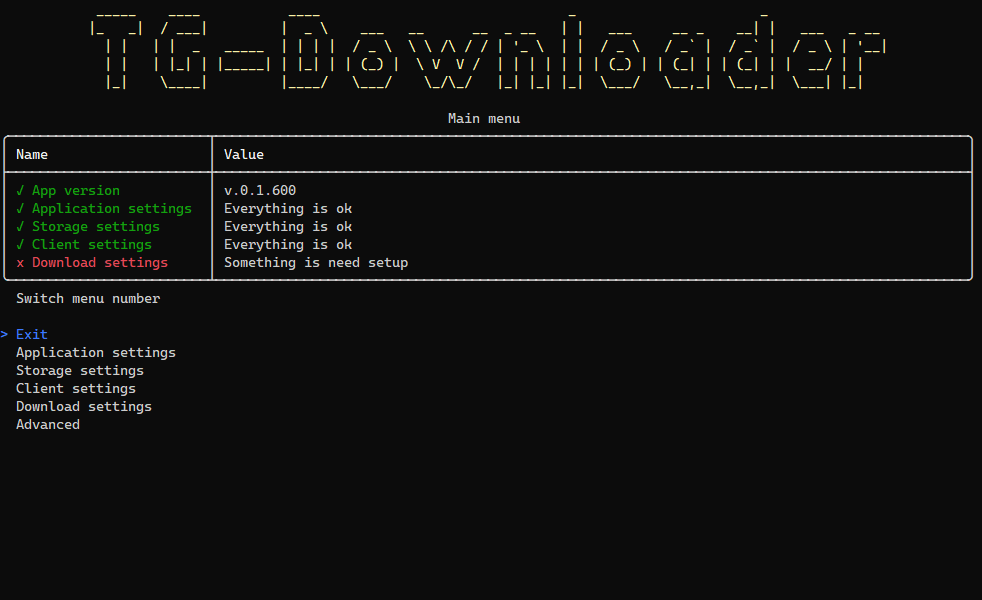 TG-Downloader
Main menu
Name Value
√ App version v.0.1.600
√ Application settings Everything is ok
√ Storage settings Everything is ok
√ Client settings Everything is ok
x Download settings Something is need setup
Switch menu number
> Exit
Application settings
Storage settings
Client settings
Download settings
Advanced